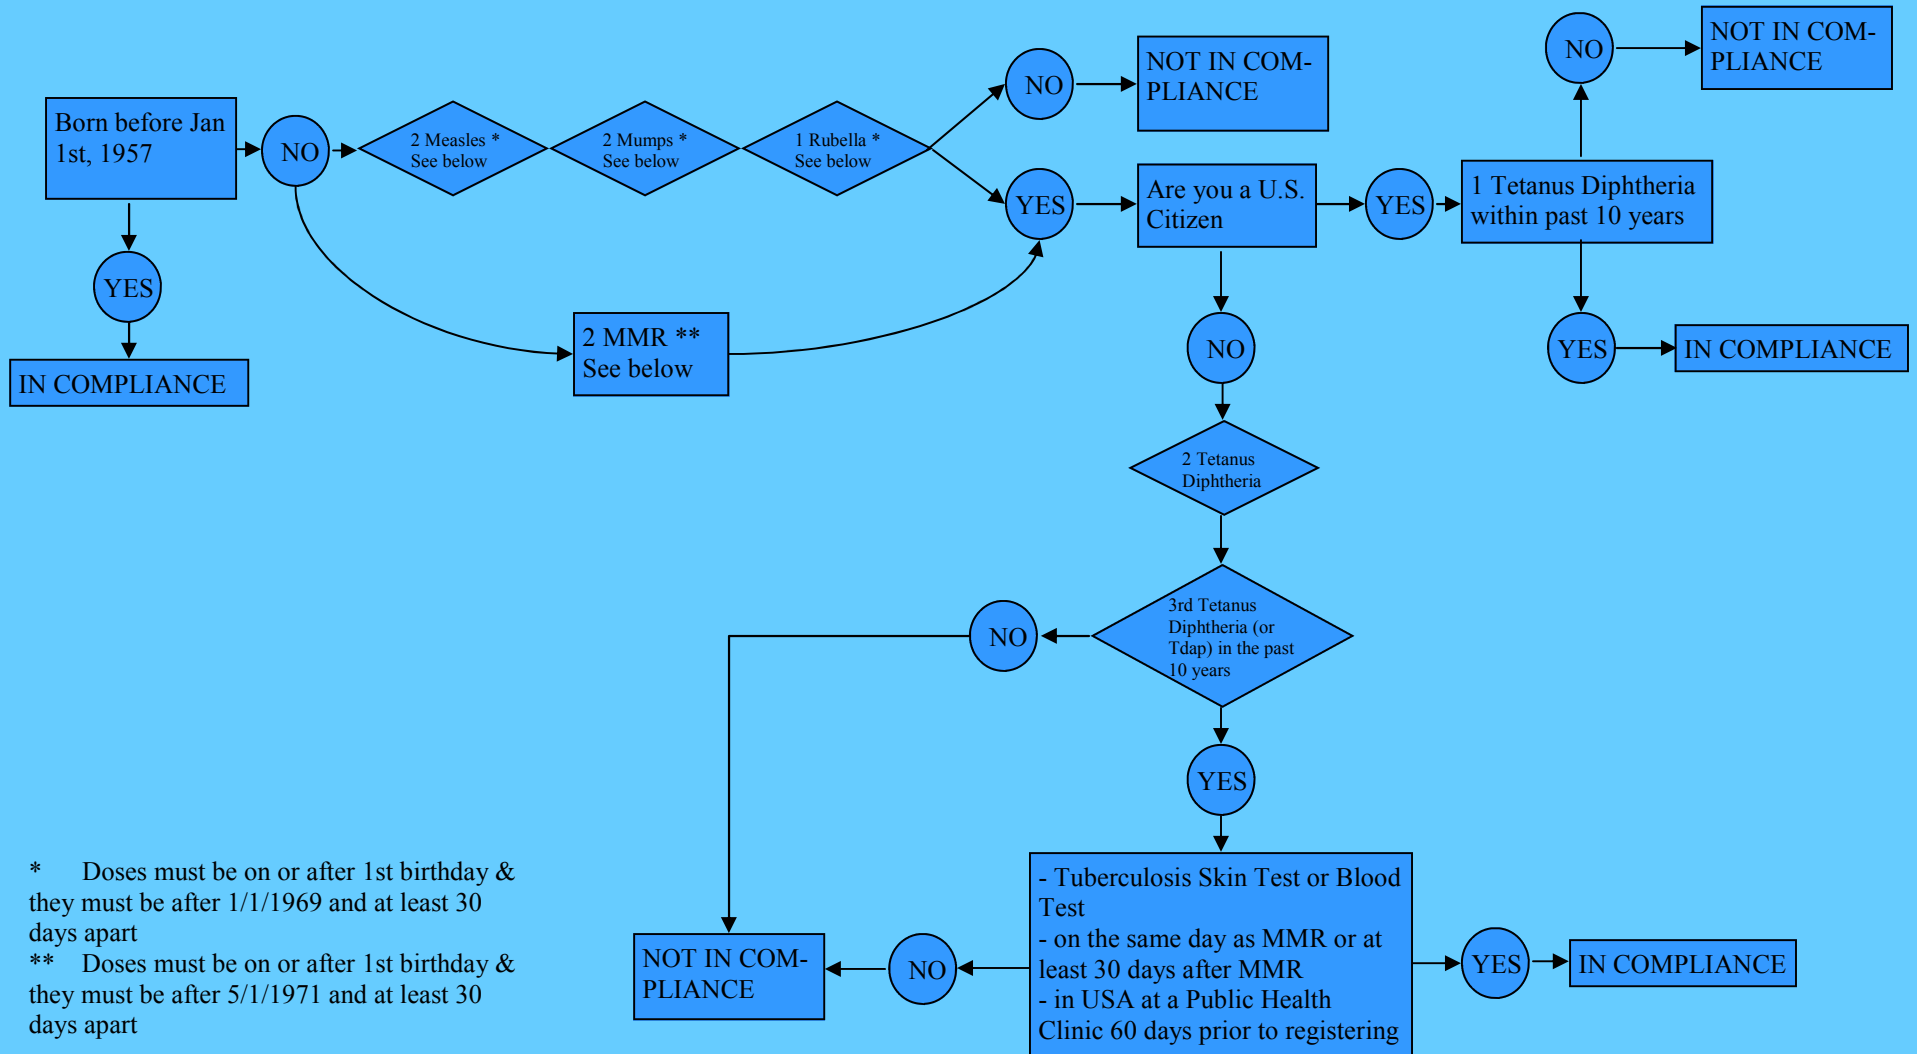 Born before Jan
1st, 1957
NO
2 Measles *
See below
2 Mumps *
See below
1 Rubella *
See below
NO
NOT IN COM-
PLIANCE
YES
Are you a U.S.
Citizen
YES
1 Tetanus Diphtheria
within past 10 years
NO
NOT IN COM-
PLIANCE
YES
IN COMPLIANCE
YES
IN COMPLIANCE
2 MMR **
See below
NO
2 Tetanus
Diphtheria
3rd Tetanus
Diphtheria (or
Tdap) in the past
10 years
NO
YES
- Tuberculosis Skin Test or Blood
Test
- on the same day as MMR or at
least 30 days after MMR
- in USA at a Public Health
Clinic 60 days prior to registering
NO
NOT IN COM-
PLIANCE
YES
IN COMPLIANCE
* Doses must be on or after 1st birthday &
they must be after 1/1/1969 and at least 30
days apart
** Doses must be on or after 1st birthday &
they must be after 5/1/1971 and at least 30
days apart